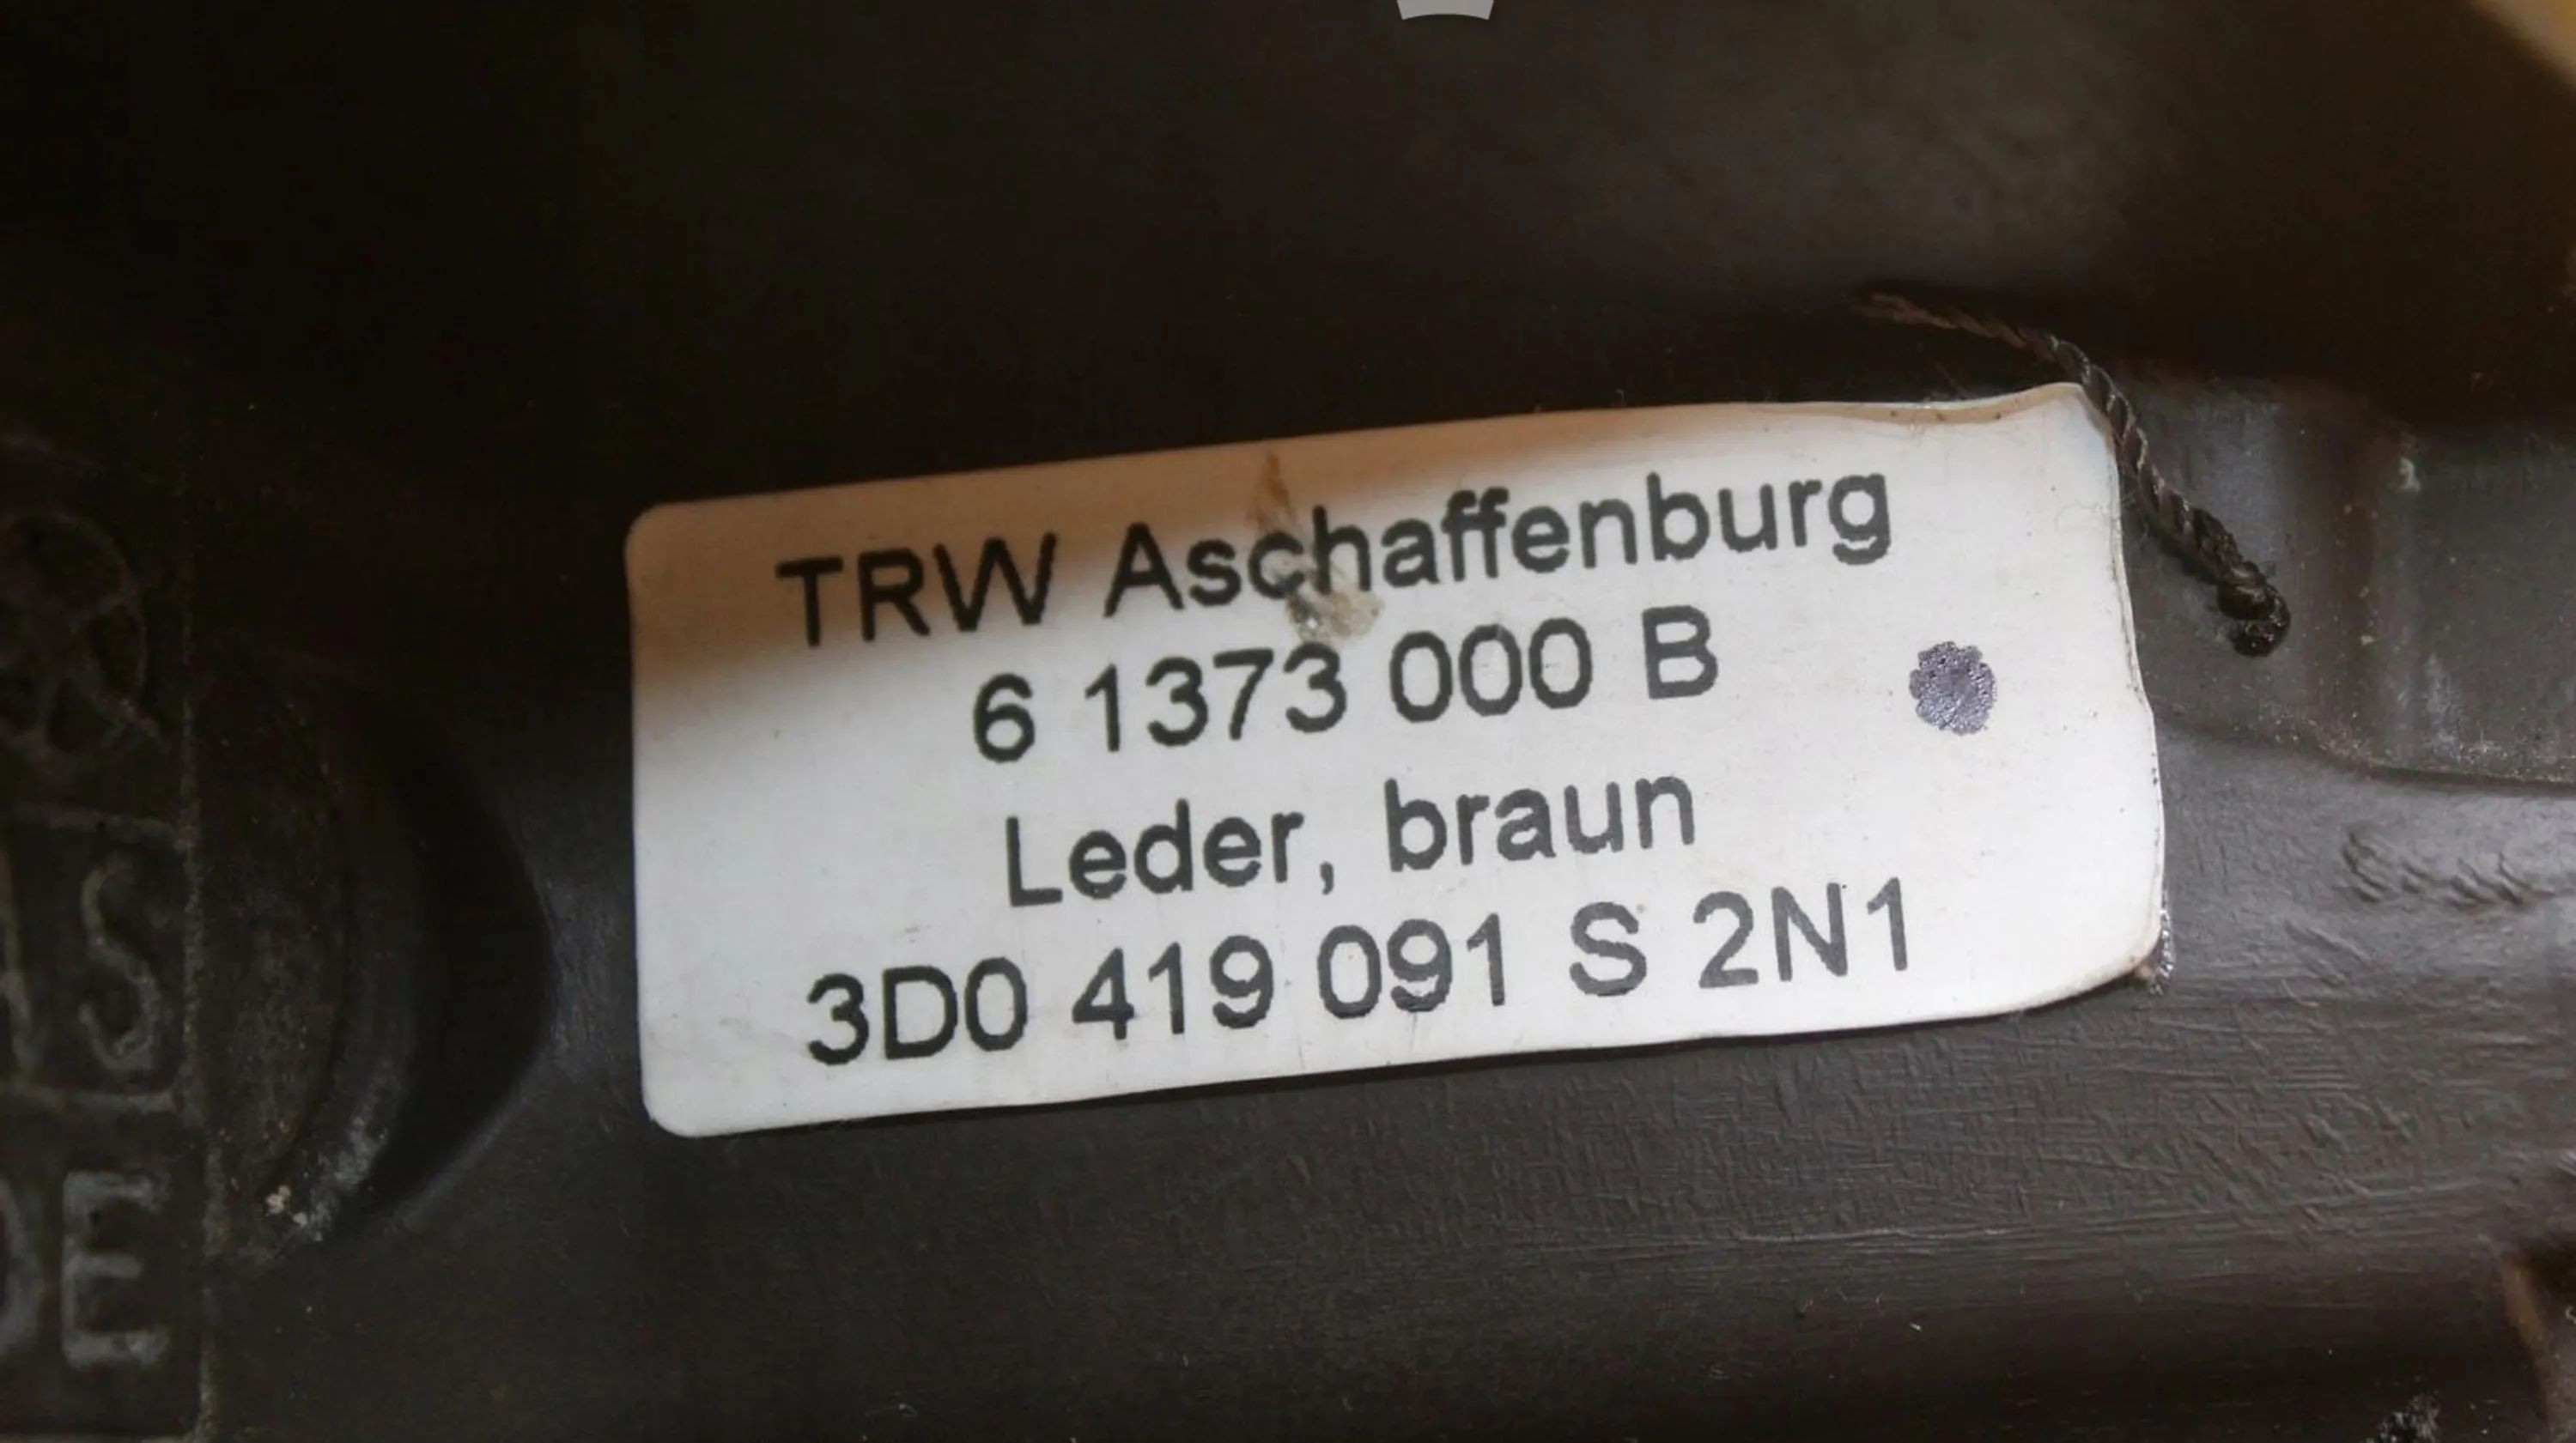 TRW Aschaffenburg
6 1373 000 B
Leder, braun
3D0 419 091 S 2N1
S
E